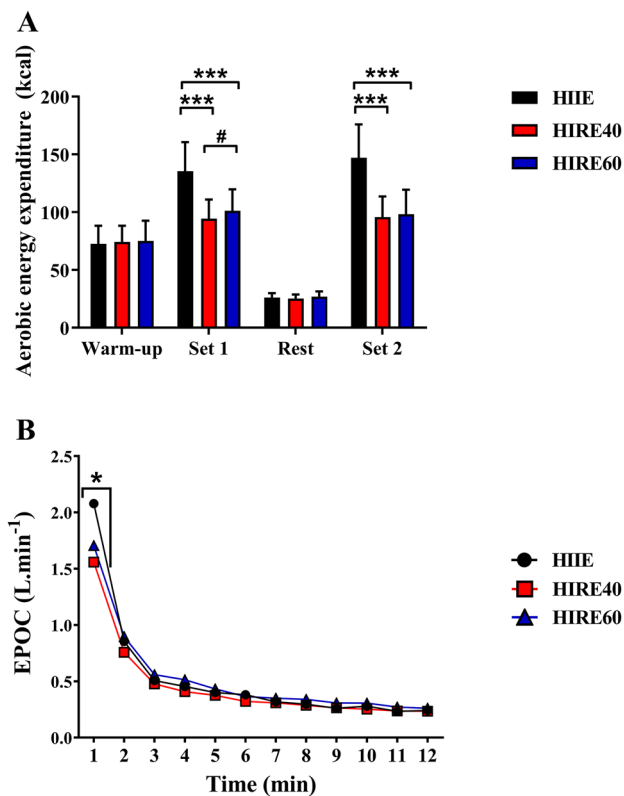 A
Aerobic energy expenditure (kcal)
200
150
100
50
0
*** ***
*** ***
#
Warm-up Set 1 Rest Set 2
HIIE
HIRE40
HIRE60
B
EPOC (L.min-1)
2.5
2.0
1.5
1.0
0.5
0.0
*
1 2 3 4 5 6 7 8 9 10 11 12
Time (min)
HIIE
HIRE40
HIRE60